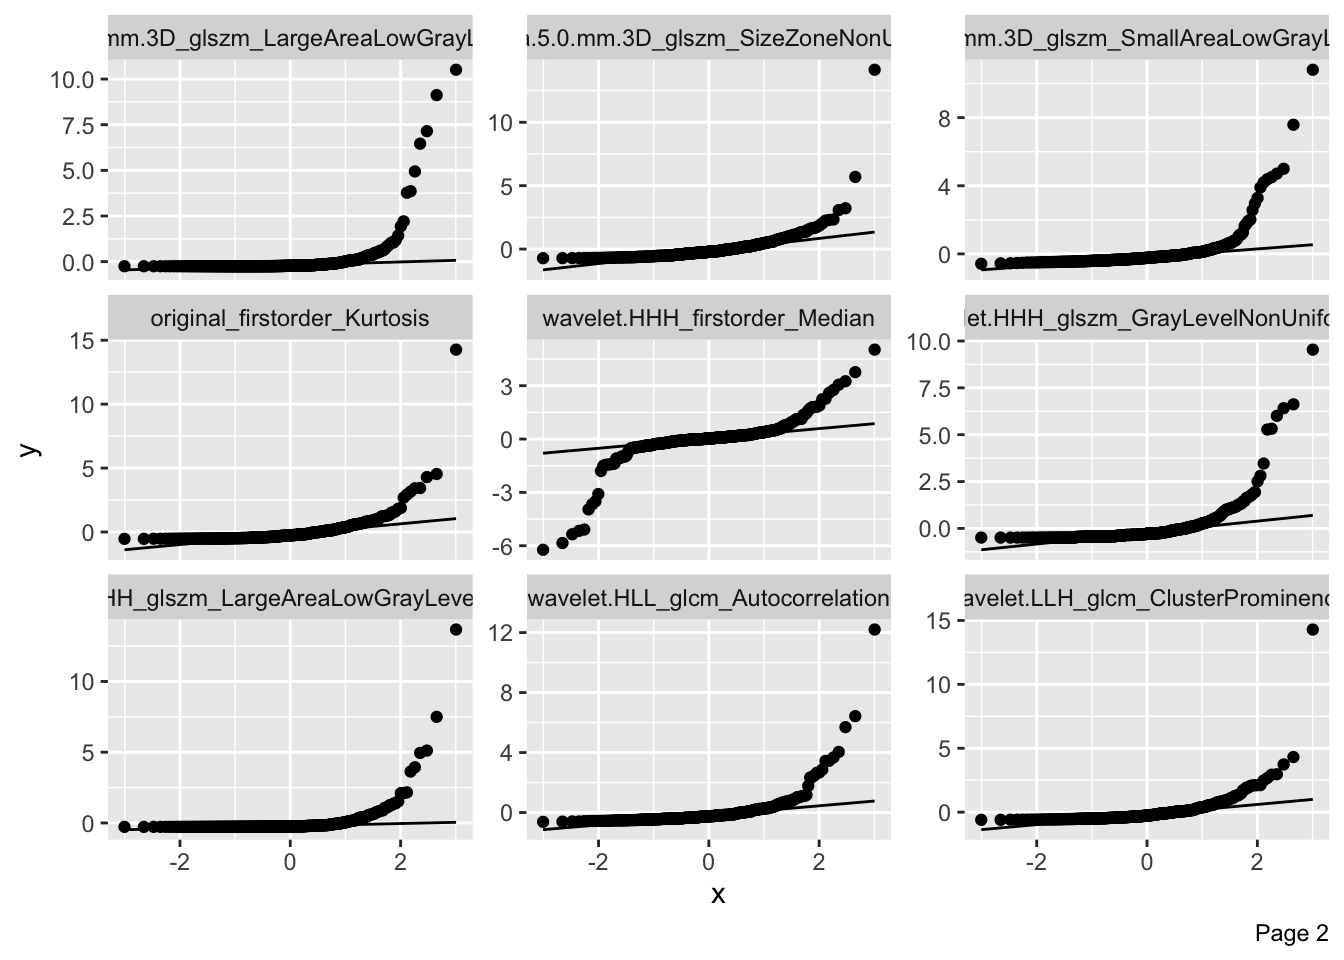 mm.3D_glszm_LargeAreaLowGrayL
a.5.0.mm.3D_glszm_SizeZoneNonU
mm.3D_glszm_SmallAreaLowGrayL
10.0
7.5
5.0
2.5
0.0
10
5
0
8
4
0
original_firstorder_Kurtosis
wavelet.HHH_firstorder_Median
let.HHH_glszm_GrayLevelNonUnifo
15
10
5
0
3
0
-3
-6
10.0
7.5
5.0
2.5
0.0
y
HH_glszm_LargeAreaLowGrayLeve
wavelet.HLL_glcm_Autocorrelation
avelet.LLH_glcm_ClusterProminenc
10
5
0
12
8
4
0
15
10
5
0
-2 0 2
-2 0 2
-2 0 2
x
Page 2